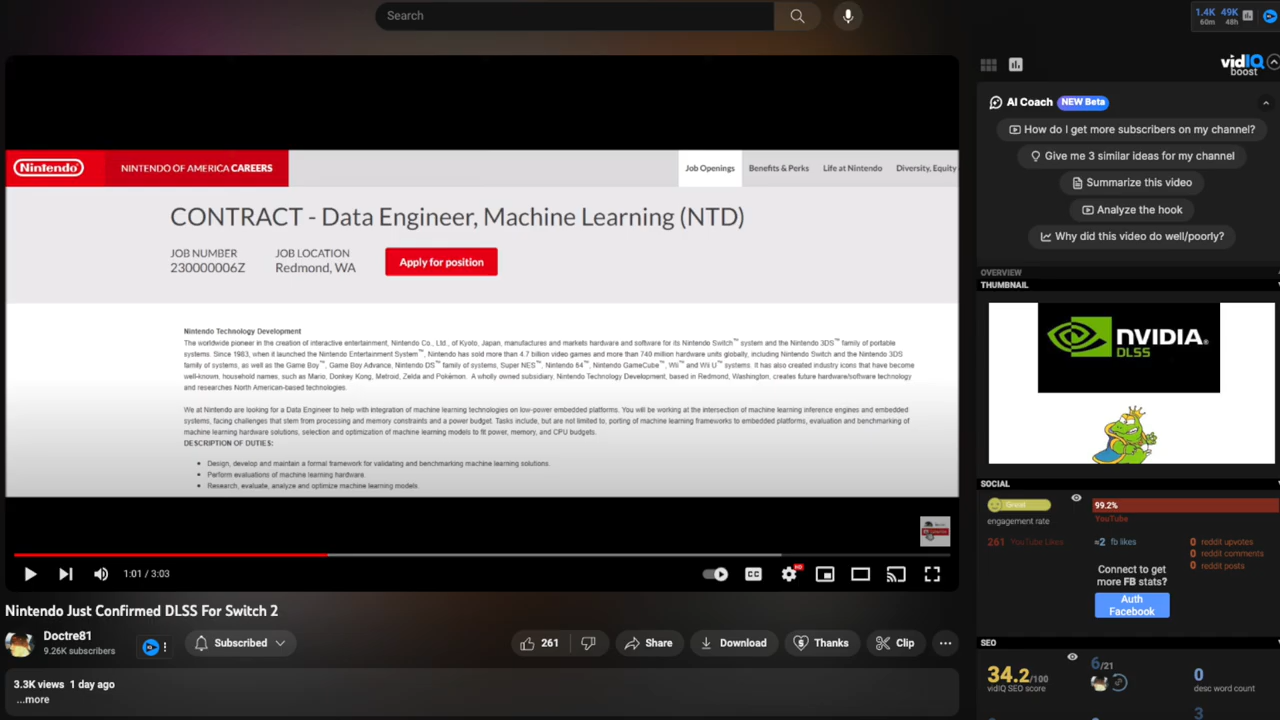 Search
1.4K 49K
60m 48h
vidIQ
boost
AI Coach NEW Beta
How do I get more subscribers on my channel?
Give me 3 similar ideas for my channel
Summarize this video
Analyze the hook
Why did this video do well/poorly?
Nintendo NINTENDO OF AMERICA CAREERS Job Openings Benefits & Perks Life at Nintendo Diversity, Equity
CONTRACT - Data Engineer, Machine Learning (NTD)
JOB NUMBER JOB LOCATION
230000006Z Redmond, WA
Apply for position
Nintendo Technology Development
The worldwide pioneer in the creation of interactive entertainment, Nintendo Co., Ltd., of Kyoto, Japan, manufactures and markets hardware and software for its Nintendo Switch™ system and the Nintendo 3DS™ family of portable
systems. Since 1983, when it launched the Nintendo Entertainment System™, Nintendo has sold more than 4.7 billion video games and more than 740 million hardware units globally, including Nintendo Switch and the Nintendo 3DS
family of systems, as well as the Game Boy™, Game Boy Advance, Nintendo DS™ family of systems, Super NES™, Nintendo 64™, Nintendo GameCube™, Wii™ and Wii U™ systems. It has also created industry icons that have become
well-known, household names, such as Mario, Donkey Kong, Metroid, Zelda and Pokémon. A wholly owned subsidiary, Nintendo Technology Development, based in Redmond, Washington, creates future hardware/software technology
and researches North American-based technologies.
We at Nintendo are looking for a Data Engineer to help with integration of machine learning technologies on low-power embedded platforms. You will be working at the intersection of machine learning inference engines and embedded
systems, facing challenges that stem from processing and memory constraints and a power budget. Tasks include, but are not limited to, porting of machine learning frameworks to embedded platforms, evaluation and benchmarking of
machine learning hardware solutions, selection and optimization of machine learning models to fit power, memory, and CPU budgets.
DESCRIPTION OF DUTIES:
• Design, develop and maintain a formal framework for validating and benchmarking machine learning solutions.
• Perform evaluations of machine learning hardware.
• Research, evaluate, analyze and optimize machine learning models.
1:01 / 3:03
CC
HD
Nintendo Just Confirmed DLSS For Switch 2
Doctre81
9.26K subscribers
Subscribed
261
Share
Download
Thanks
Clip
3.3K views 1 day ago
...more
OVERVIEW
THUMBNAIL
NVIDIA®
DLSS
SOCIAL
Great
engagement rate
99.2%
YouTube
261 YouTube Likes
≈2 fb likes
0 reddit upvotes
0 reddit comments
0 reddit posts
Connect to get
more FB stats?
Auth
Facebook
SEO
34.2/100
vidIQ SEO score
6/21
0
desc word count
3